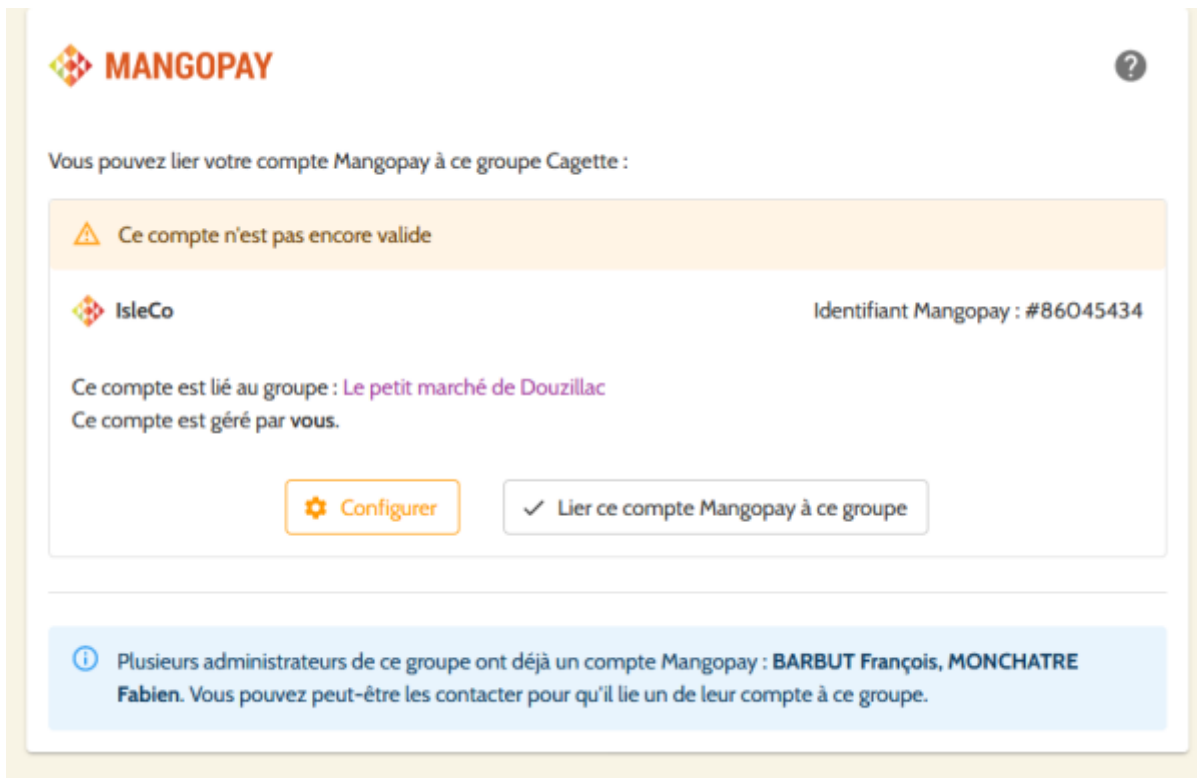 MANGOPAY
Vous pouvez lier votre compte Mangopay à ce groupe Cagette :
Ce compte n'est pas encore valide
IsleCo
Identifiant Mangopay : #86045434
Ce compte est lié au groupe : Le petit marché de Douzillac
Ce compte est géré par vous.
Configurer
Lier ce compte Mangopay à ce groupe
Plusieurs administrateurs de ce groupe ont déjà un compte Mangopay : BARBUT François, MONCHATRE
Fabien. Vous pouvez peut-être les contacter pour qu'il lie un de leur compte à ce groupe.